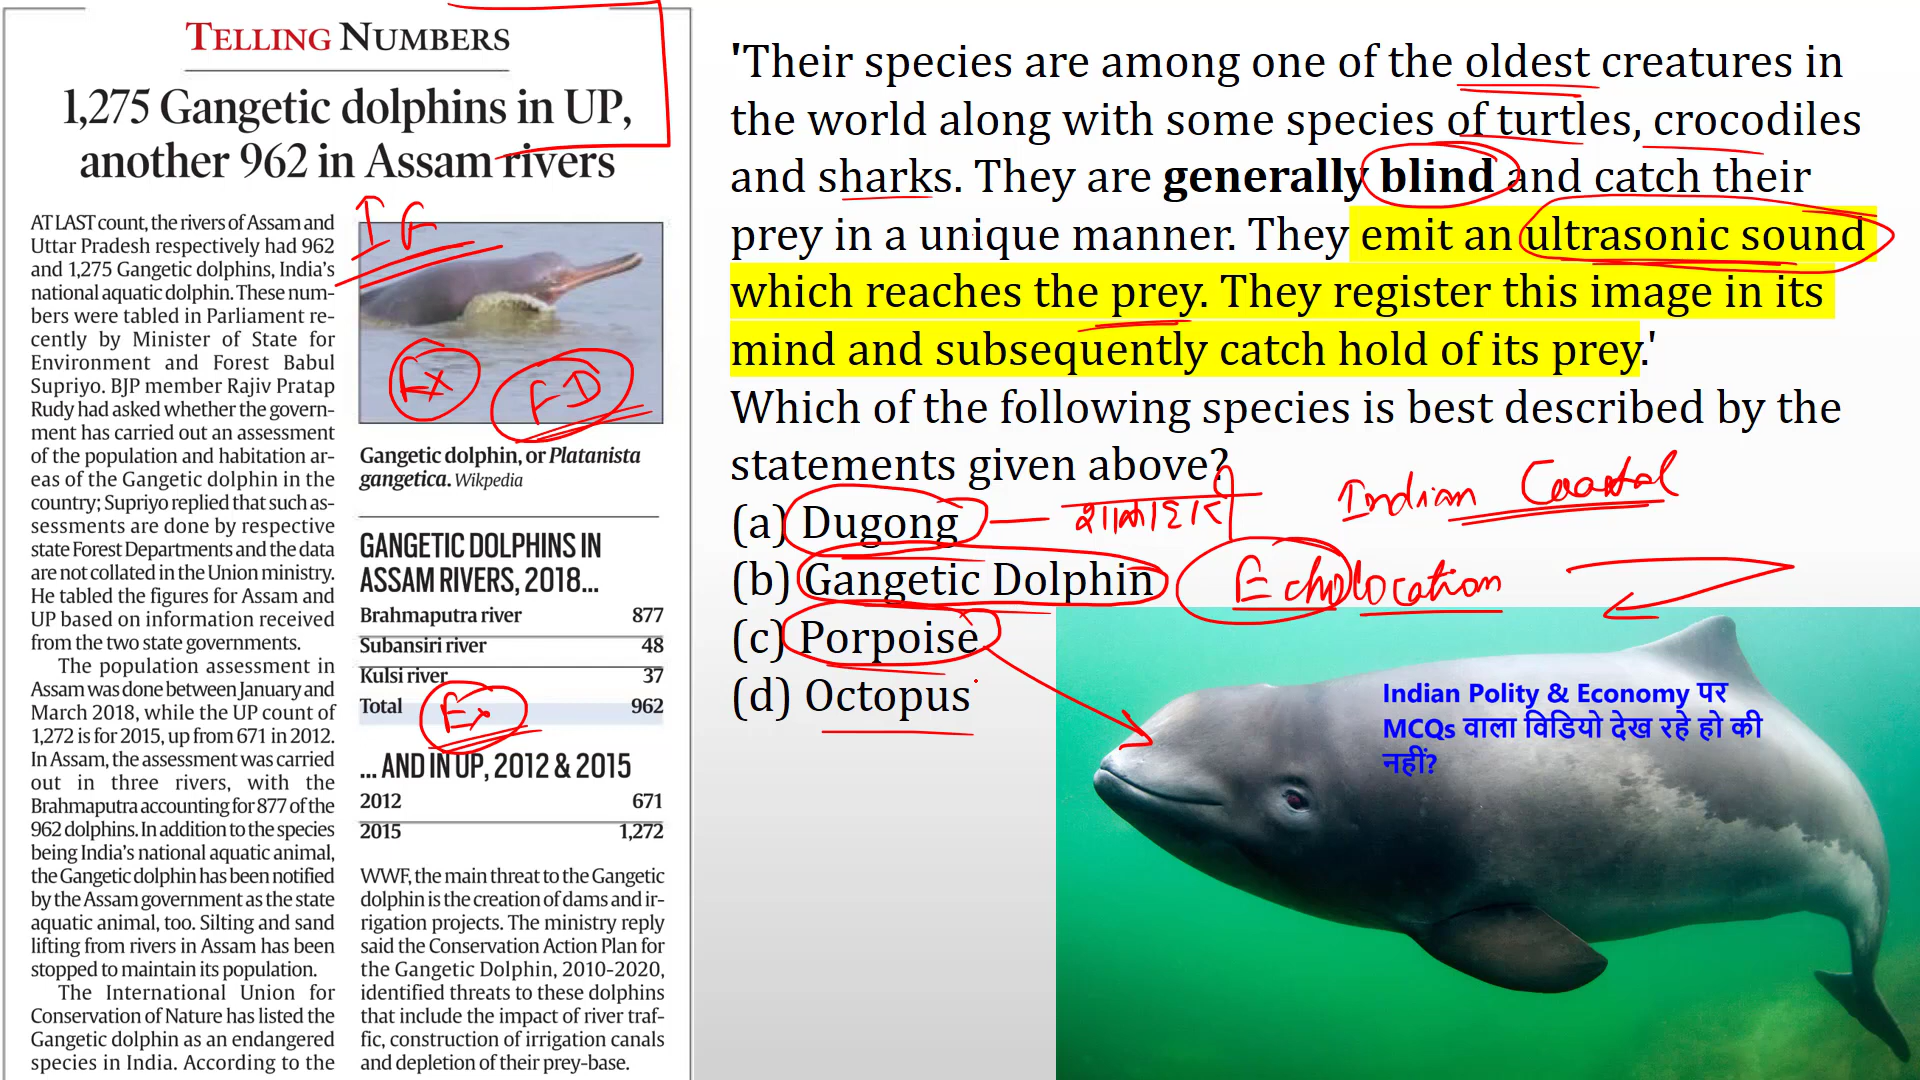 TELLING NUMBERS
1,275 Gangetic dolphins in UP,
another 962 in Assam rivers
AT LAST count, the rivers of Assam and
Uttar Pradesh respectively had 962
and 1,275 Gangetic dolphins, India's
national aquatic dolphin. These num-
bers were tabled in Parliament re-
cently by Minister of State for
Environment and Forest Babul
Supriyo. BJP member Rajiv Pratap
Rudy had asked whether the govern-
ment has carried out an assessment
of the population and habitation ar-
eas of the Gangetic dolphin in the
country; Supriyo replied that such as-
sessments are done by respective
state Forest Departments and the data
are not collated in the Union ministry.
He tabled the figures for Assam and
UP based on information received
from the two state governments.
The population assessment in
Assam was done between January and
March 2018, while the UP count of
1,272 is for 2015, up from 671 in 2012.
In Assam, the assessment was carried
out in three rivers, with the
Brahmaputra accounting for 877 of the
962 dolphins. In addition to the species
being India's national aquatic animal,
the Gangetic dolphin has been notified
by the Assam government as the state
aquatic animal, too. Silting and sand
lifting from rivers in Assam has been
stopped to maintain its population.
The International Union for
Conservation of Nature has listed the
Gangetic dolphin as an endangered
species in India. According to the
Ex
ED
Gangetic dolphin, or Platanista
gangetica. Wikipedia
GANGETIC DOLPHINS IN
ASSAM RIVERS, 2018...
Brahmaputra river 877
Subansiri river 48
Kulsi river 37
Total 962
Ex
... AND IN UP, 2012 & 2015
2012 671
2015 1,272
WWF, the main threat to the Gangetic
dolphin is the creation of dams and ir-
rigation projects. The ministry reply
said the Conservation Action Plan for
the Gangetic Dolphin, 2010-2020,
identified threats to these dolphins
that include the impact of river traf-
fic, construction of irrigation canals
and depletion of their prey-base.
'Their species are among one of the oldest creatures in
the world along with some species of turtles, crocodiles
and sharks. They are generally blind and catch their
prey in a unique manner. They emit an ultrasonic sound
which reaches the prey. They register this image in its
mind and subsequently catch hold of its prey.'
Which of the following species is best described by the
statements given above?
(a) Dugong — शाकाहारी Indian Coastal
(b) Gangetic Dolphin Echolocation
(c) Porpoise
(d) Octopus
Indian Polity & Economy पर
MCQs वाला विडियो देख रहे हो की
नहीं?